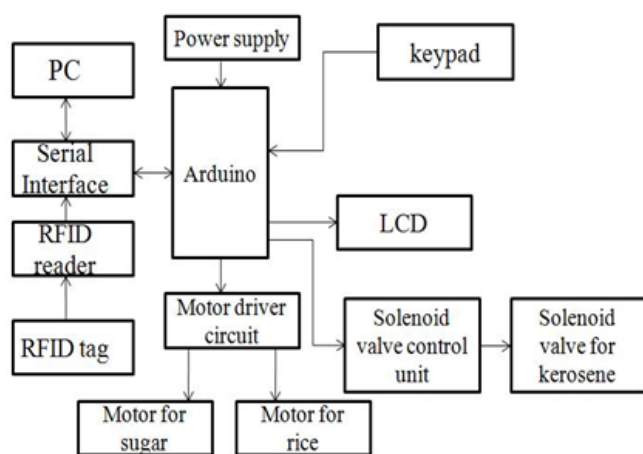 Power supply
keypad
PC
Serial
Interface
Arduino
LCD
RFID
reader
Motor driver
circuit
Solenoid
valve control
unit
Solenoid
valve for
kerosene
RFID tag
Motor for
sugar
Motor for
rice